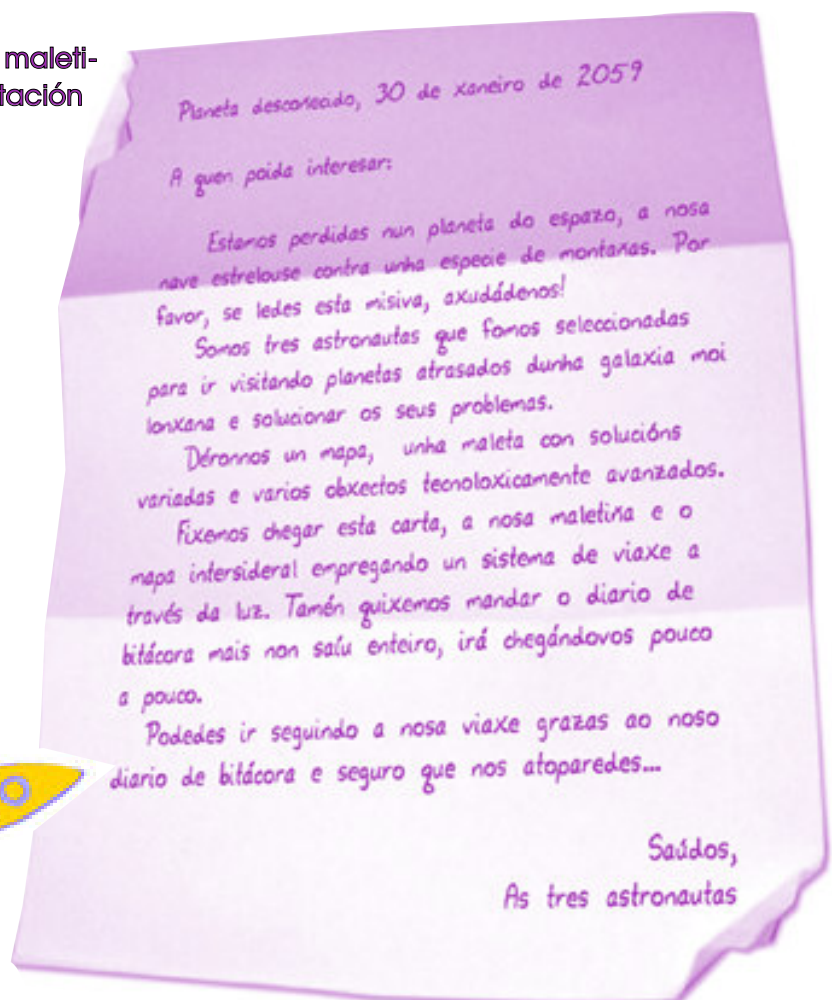 maleti-
tación
Planeta descoñecido, 30 de xaneiro de 2059
A quen poida interesar:
Estamos perdidas nun planeta do espazo, a nosa
nave estrelouse contra unha especie de montañas. Por
favor, se ledes esta misiva, axudádenos!
Somos tres astronautas que fomos seleccionadas
para ir visitando planetas atrasados dunha galaxia moi
lonxana e solucionar os seus problemas.
Déronnos un mapa, unha maleta con solucións
variadas e varios obxectos tecnoloxicamente avanzados.
Fixemos chegar esta carta, a nosa maletiña e o
mapa intersideral empregando un sistema de viaxe a
través da luz. Tamén quixemos mandar o diario de
bitácora mais non saíu enteiro, irá chegándovos pouco
a pouco.
Podedes ir seguindo a nosa viaxe grazas ao noso
diario de bitácora e seguro que nos atoparedes...
Saúdos,
As tres astronautas